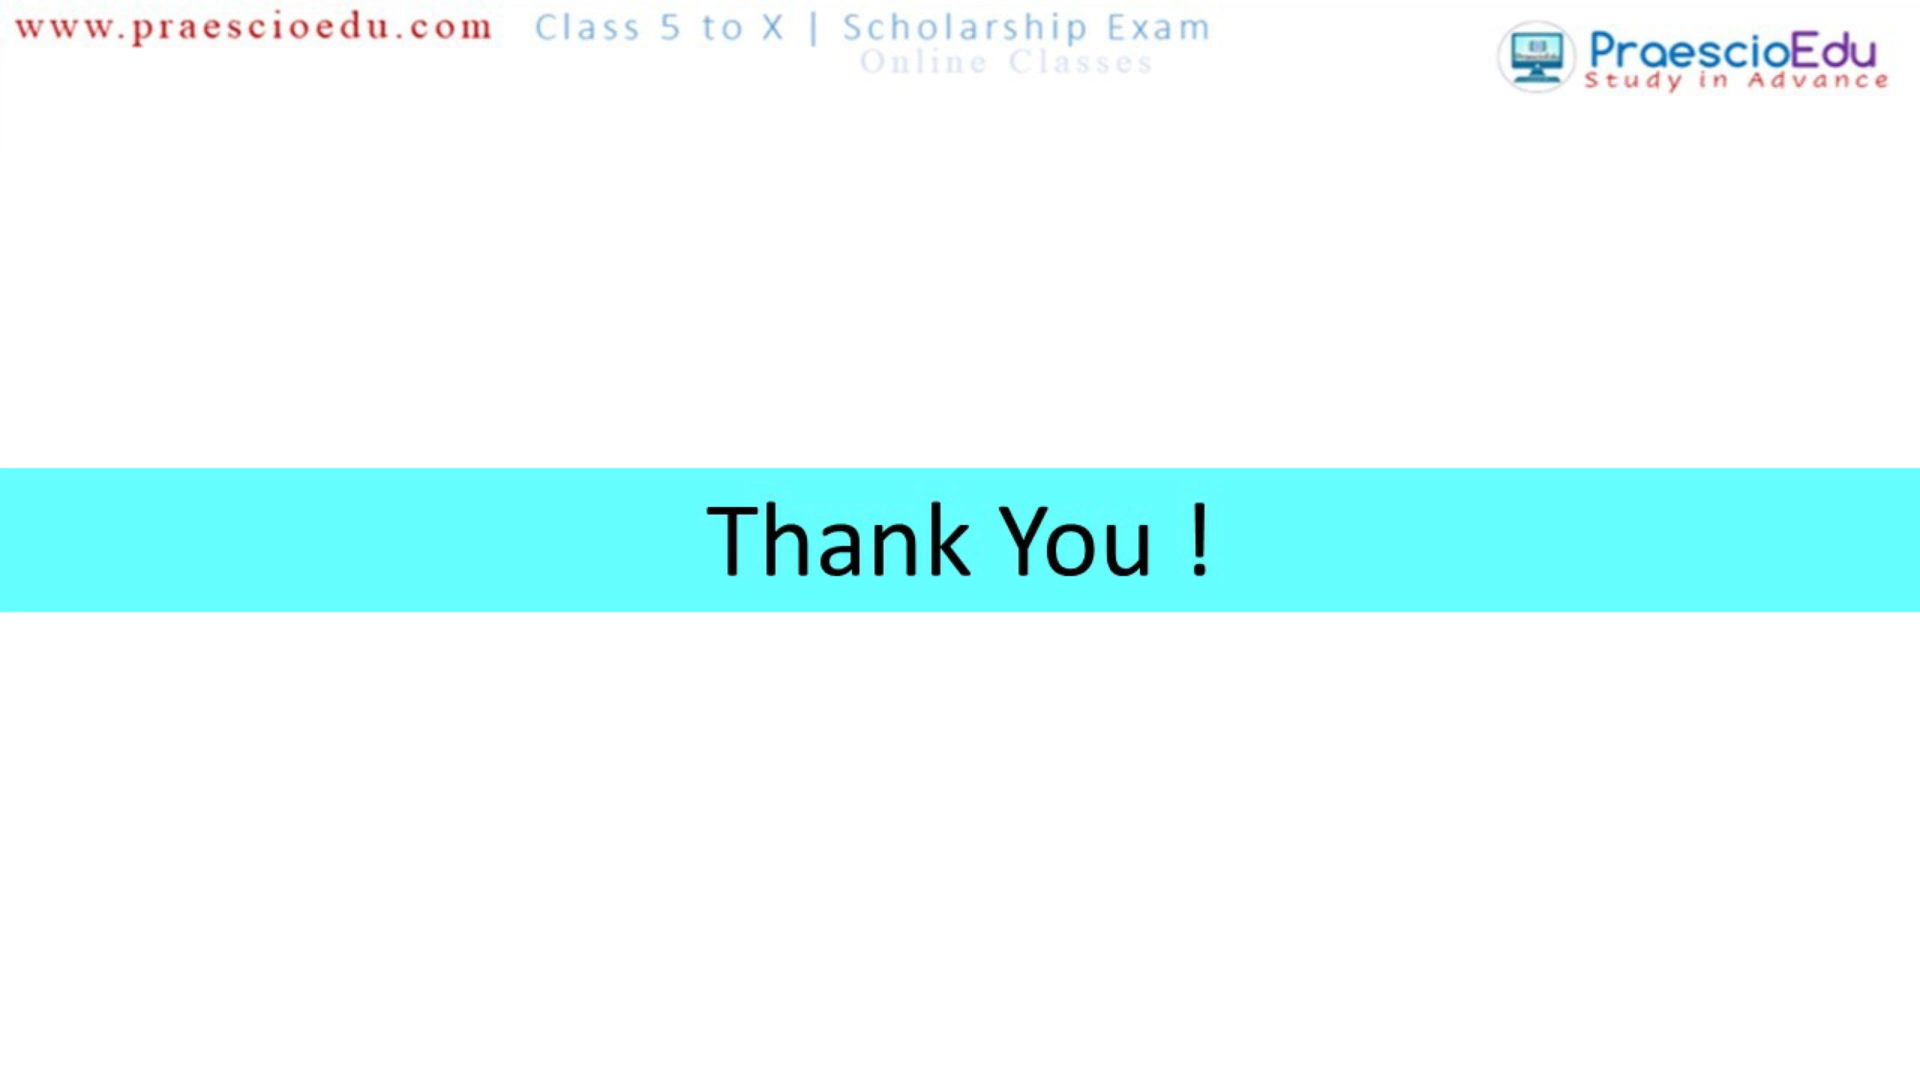 www.praescioedu.com Class 5 to X | Scholarship Exam
Online Classes
PraescioEdu
Study in Advance
Thank You !